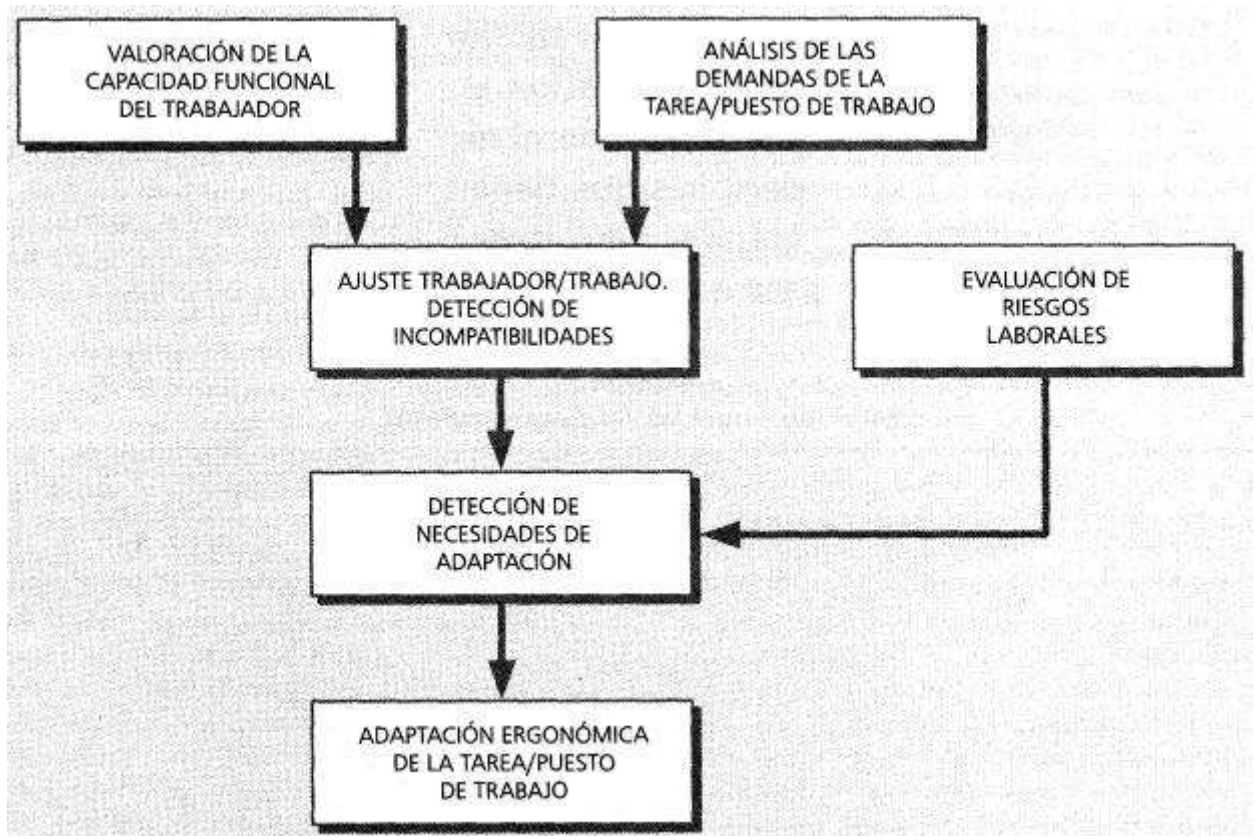 VALORACIÓN DE LA
CAPACIDAD FUNCIONAL
DEL TRABAJADOR
ANÁLISIS DE LAS
DEMANDAS DE LA
TAREA/PUESTO DE TRABAJO
AJUSTE TRABAJADOR/TRABAJO.
DETECCIÓN DE
INCOMPATIBILIDADES
EVALUACIÓN DE
RIESGOS
LABORALES
DETECCIÓN DE
NECESIDADES DE
ADAPTACIÓN
ADAPTACIÓN ERGONÓMICA
DE LA TAREA/PUESTO
DE TRABAJO